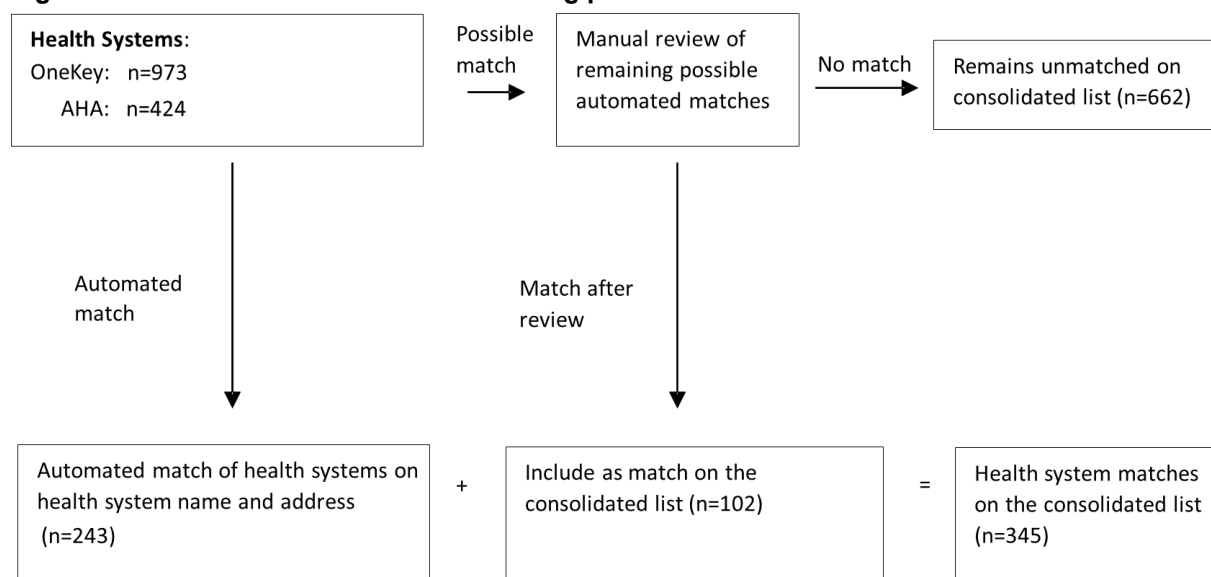 Health Systems:
OneKey: n=973
AHA: n=424
Possible
match
Manual review of
remaining possible
automated matches
No match
Remains unmatched on
consolidated list (n=662)
Automated
match
Match after
review
Automated match of health systems on
health system name and address
(n=243)
+
Include as match on the
consolidated list (n=102)
=
Health system matches
on the consolidated list
(n=345)